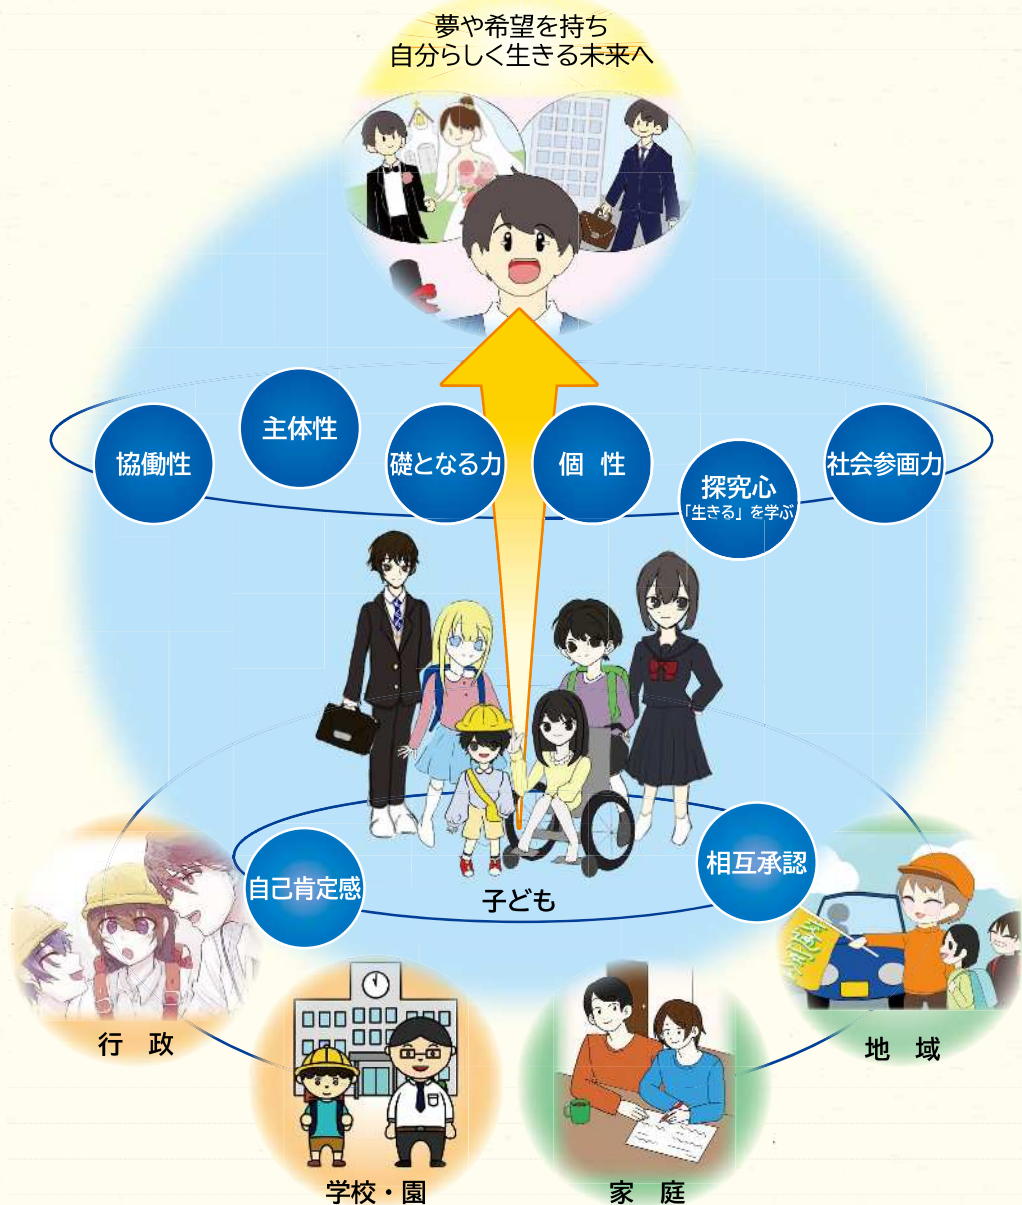 夢や希望を持ち
自分らしく生きる未来へ
協働性
主体性
礎となる力
個 性
探究心
「生きる」を学ぶ
社会参画力
自己肯定感
相互承認
子ども
行 政
地 域
学校・園
家 庭